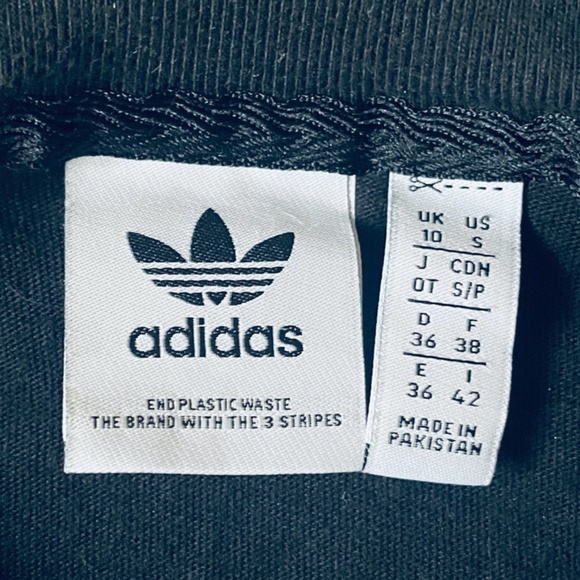 adidas
END PLASTIC WASTE
THE BRAND WITH THE 3 STRIPES
UK US
10 S
J CDN
OT S/P
D F
36 38
E I
36 42
MADE IN
PAKISTAN